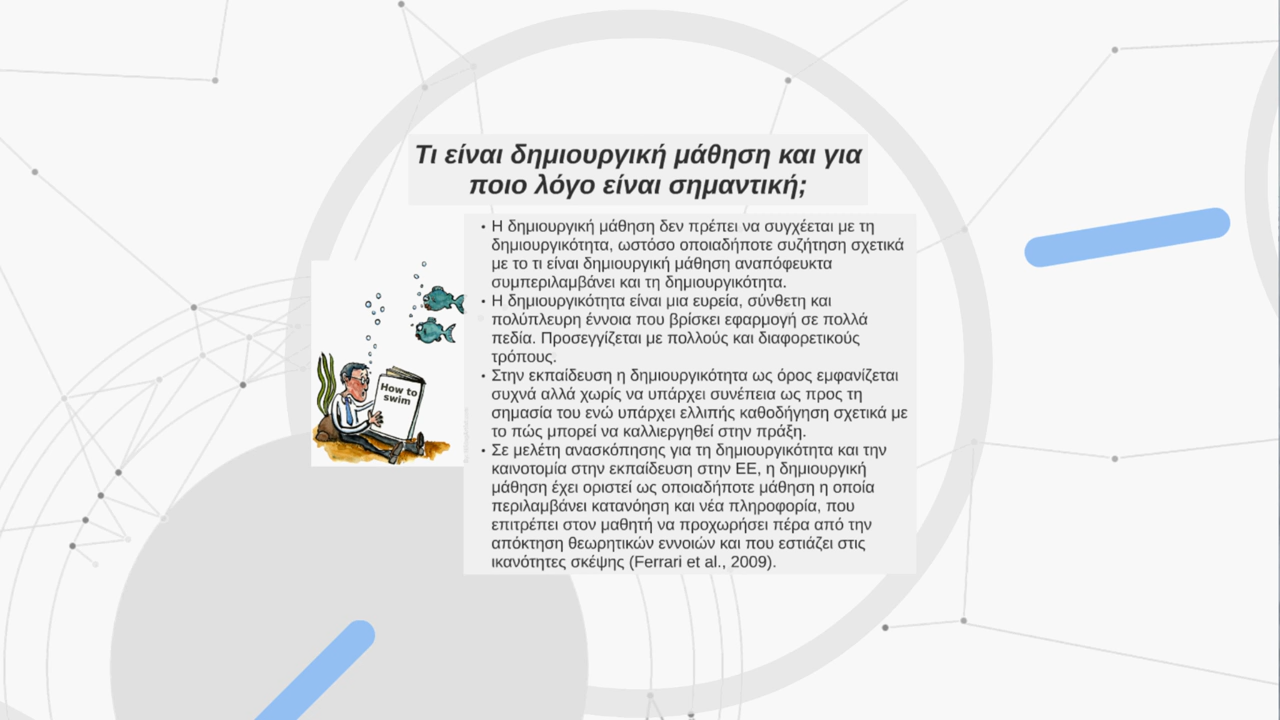 Τι είναι δημιουργική μάθηση και για
ποιο λόγο είναι σημαντική;
• Η δημιουργική μάθηση δεν πρέπει να συγχέεται με τη
δημιουργικότητα, ωστόσο οποιαδήποτε συζήτηση σχετικά
με το τι είναι δημιουργική μάθηση αναπόφευκτα
συμπεριλαμβάνει και τη δημιουργικότητα.
• Η δημιουργικότητα είναι μια ευρεία, σύνθετη και
πολύπλευρη έννοια που βρίσκει εφαρμογή σε πολλά
πεδία. Προσεγγίζεται με πολλούς και διαφορετικούς
τρόπους.
• Στην εκπαίδευση η δημιουργικότητα ως όρος εμφανίζεται
συχνά αλλά χωρίς να υπάρχει συνέπεια ως προς τη
σημασία του ενώ υπάρχει ελλιπής καθοδήγηση σχετικά με
το πώς μπορεί να καλλιεργηθεί στην πράξη.
• Σε μελέτη ανασκόπησης για τη δημιουργικότητα και την
καινοτομία στην εκπαίδευση στην ΕΕ, η δημιουργική
μάθηση έχει οριστεί ως οποιαδήποτε μάθηση η οποία
περιλαμβάνει κατανόηση και νέα πληροφορία, που
επιτρέπει στον μαθητή να προχωρήσει πέρα από την
απόκτηση θεωρητικών εννοιών και που εστιάζει στις
ικανότητες σκέψης (Ferrari et al., 2009).
How to
swim